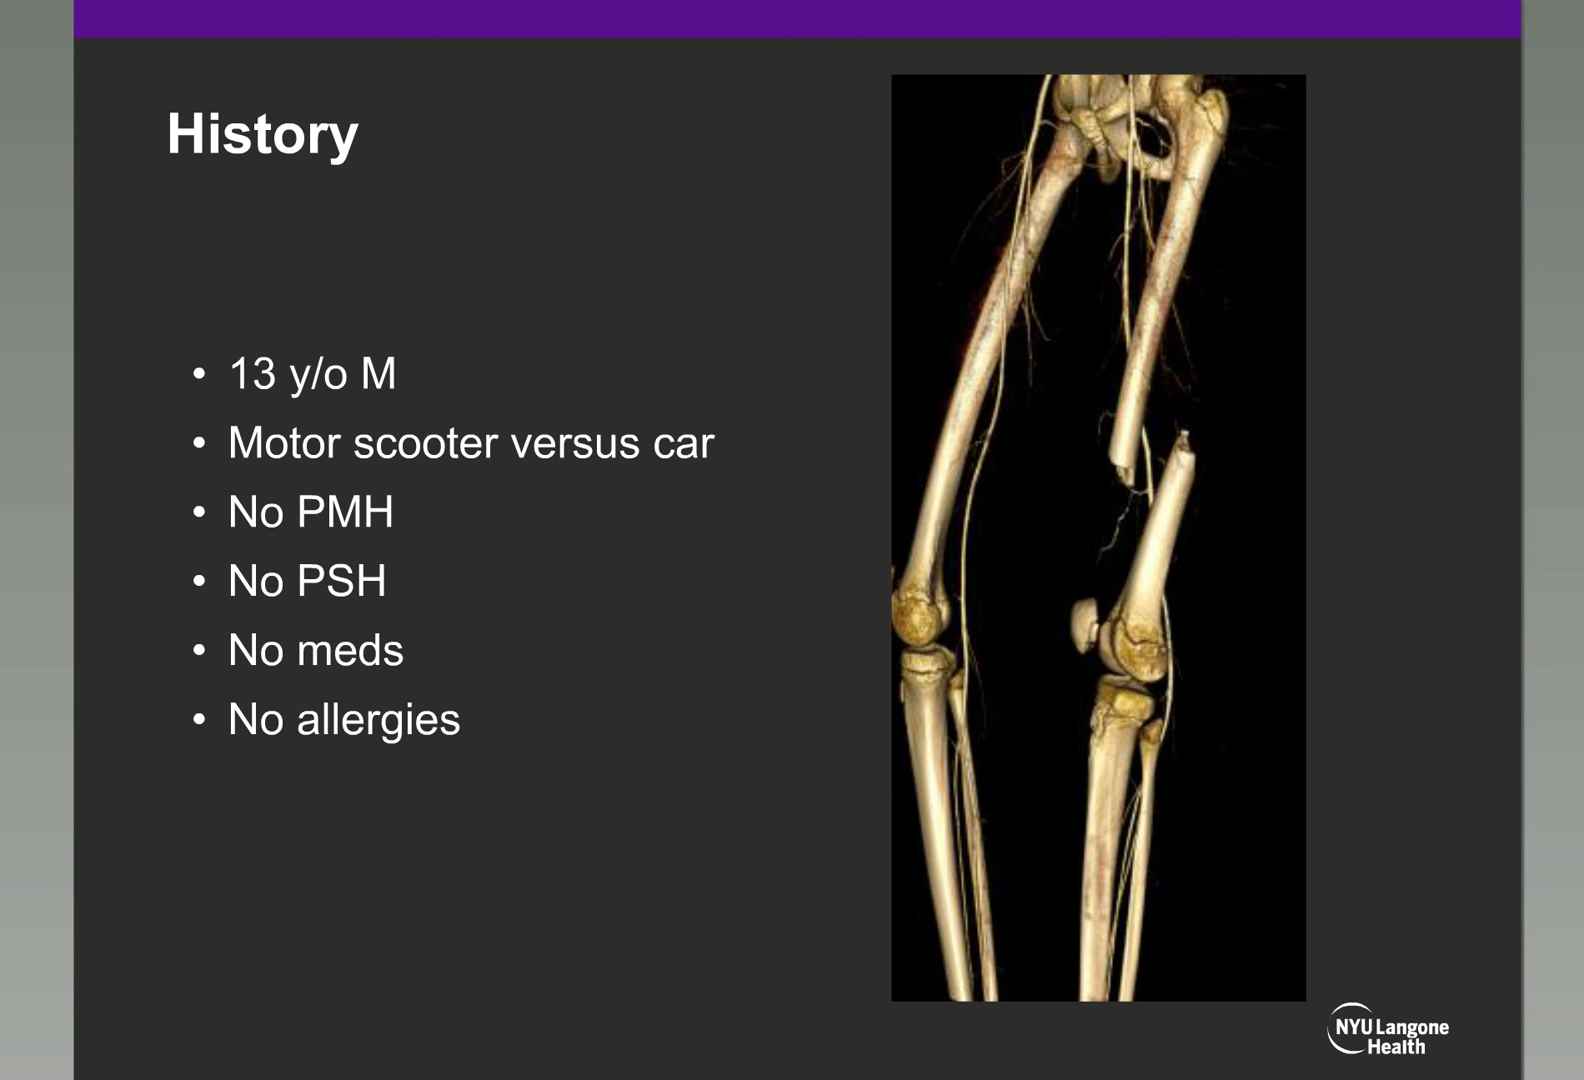 History
• 13 y/o M
• Motor scooter versus car
• No PMH
• No PSH
• No meds
• No allergies
NYU Langone
Health